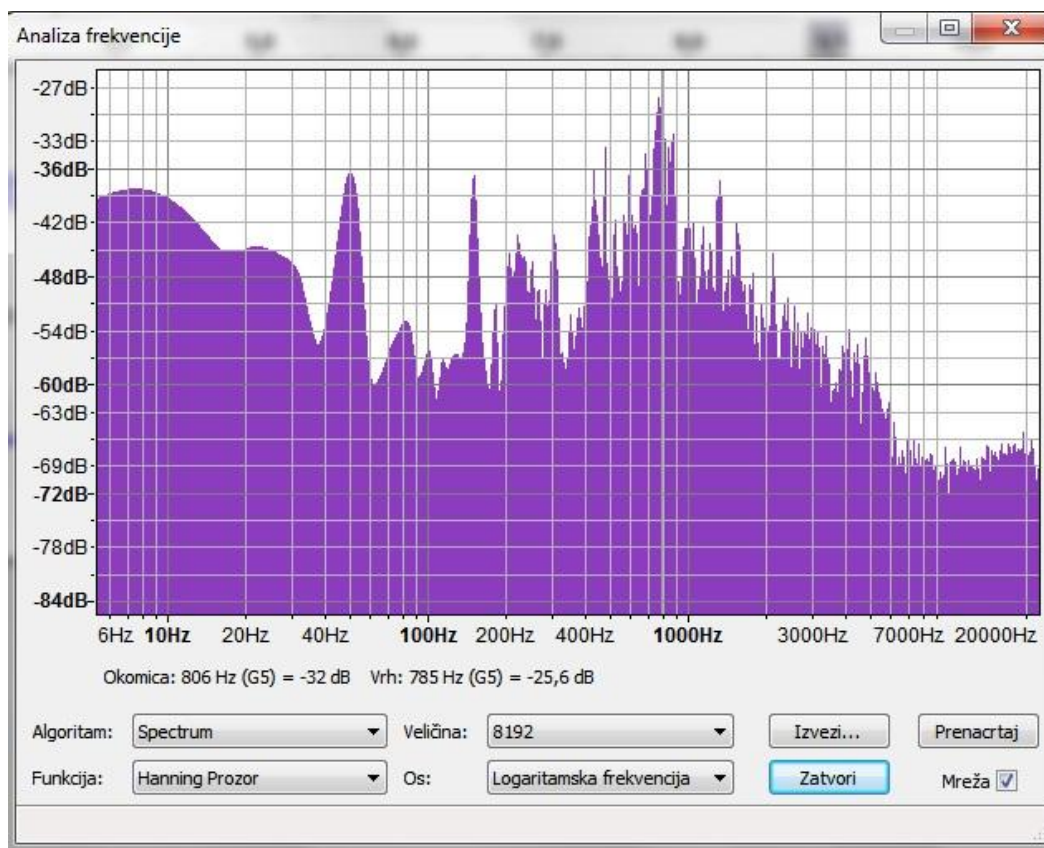 Analiza frekvencije
-27dB
-33dB
-36dB
-42dB
-48dB
-54dB
-60dB
-63dB
-69dB
-72dB
-78dB
-84dB
6Hz 10Hz 20Hz 40Hz 100Hz 200Hz 400Hz 1000Hz 3000Hz 7000Hz 20000Hz
Okomica: 806 Hz (G5) = -32 dB Vrh: 785 Hz (G5) = -25,6 dB
Algoritam: Spectrum Veličina: 8192 Izvezi... Prenacrtaj
Funkcija: Hanning Prozor Os: Logaritamska frekvencija Zatvori Mreža